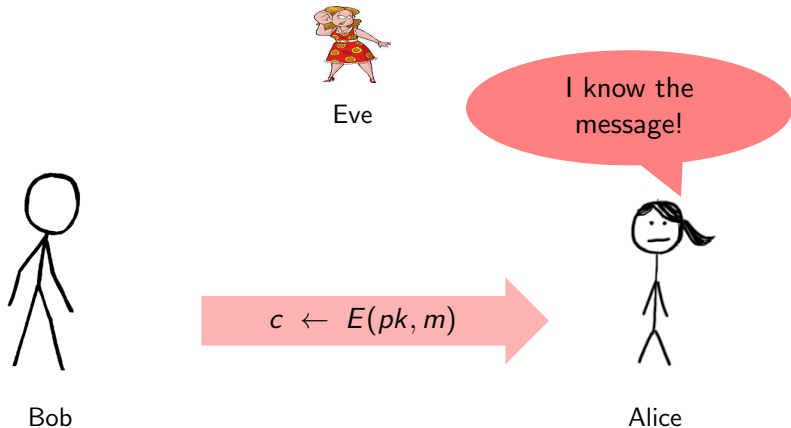 Eve
I know the
message!
c ← E(pk, m)
Bob
Alice